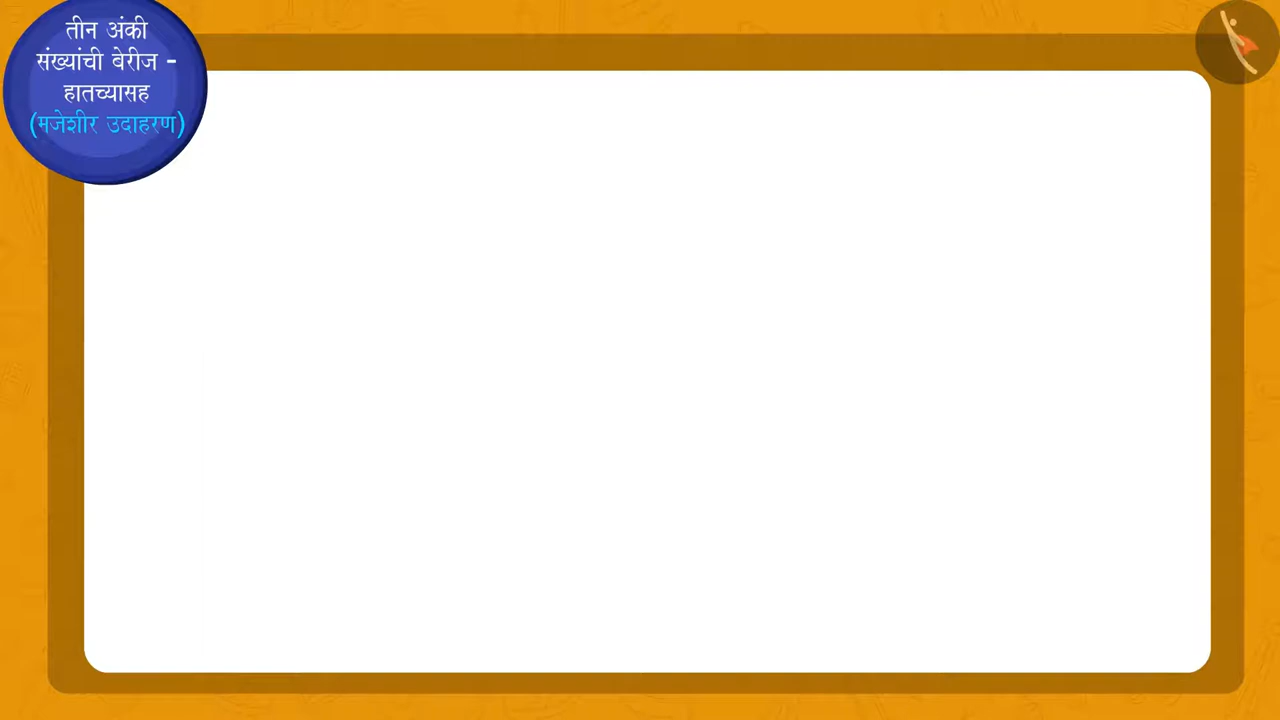 तीन अंकी
संख्यांची बेरीज -
हातच्यासह
(मजेशीर उदाहरण)